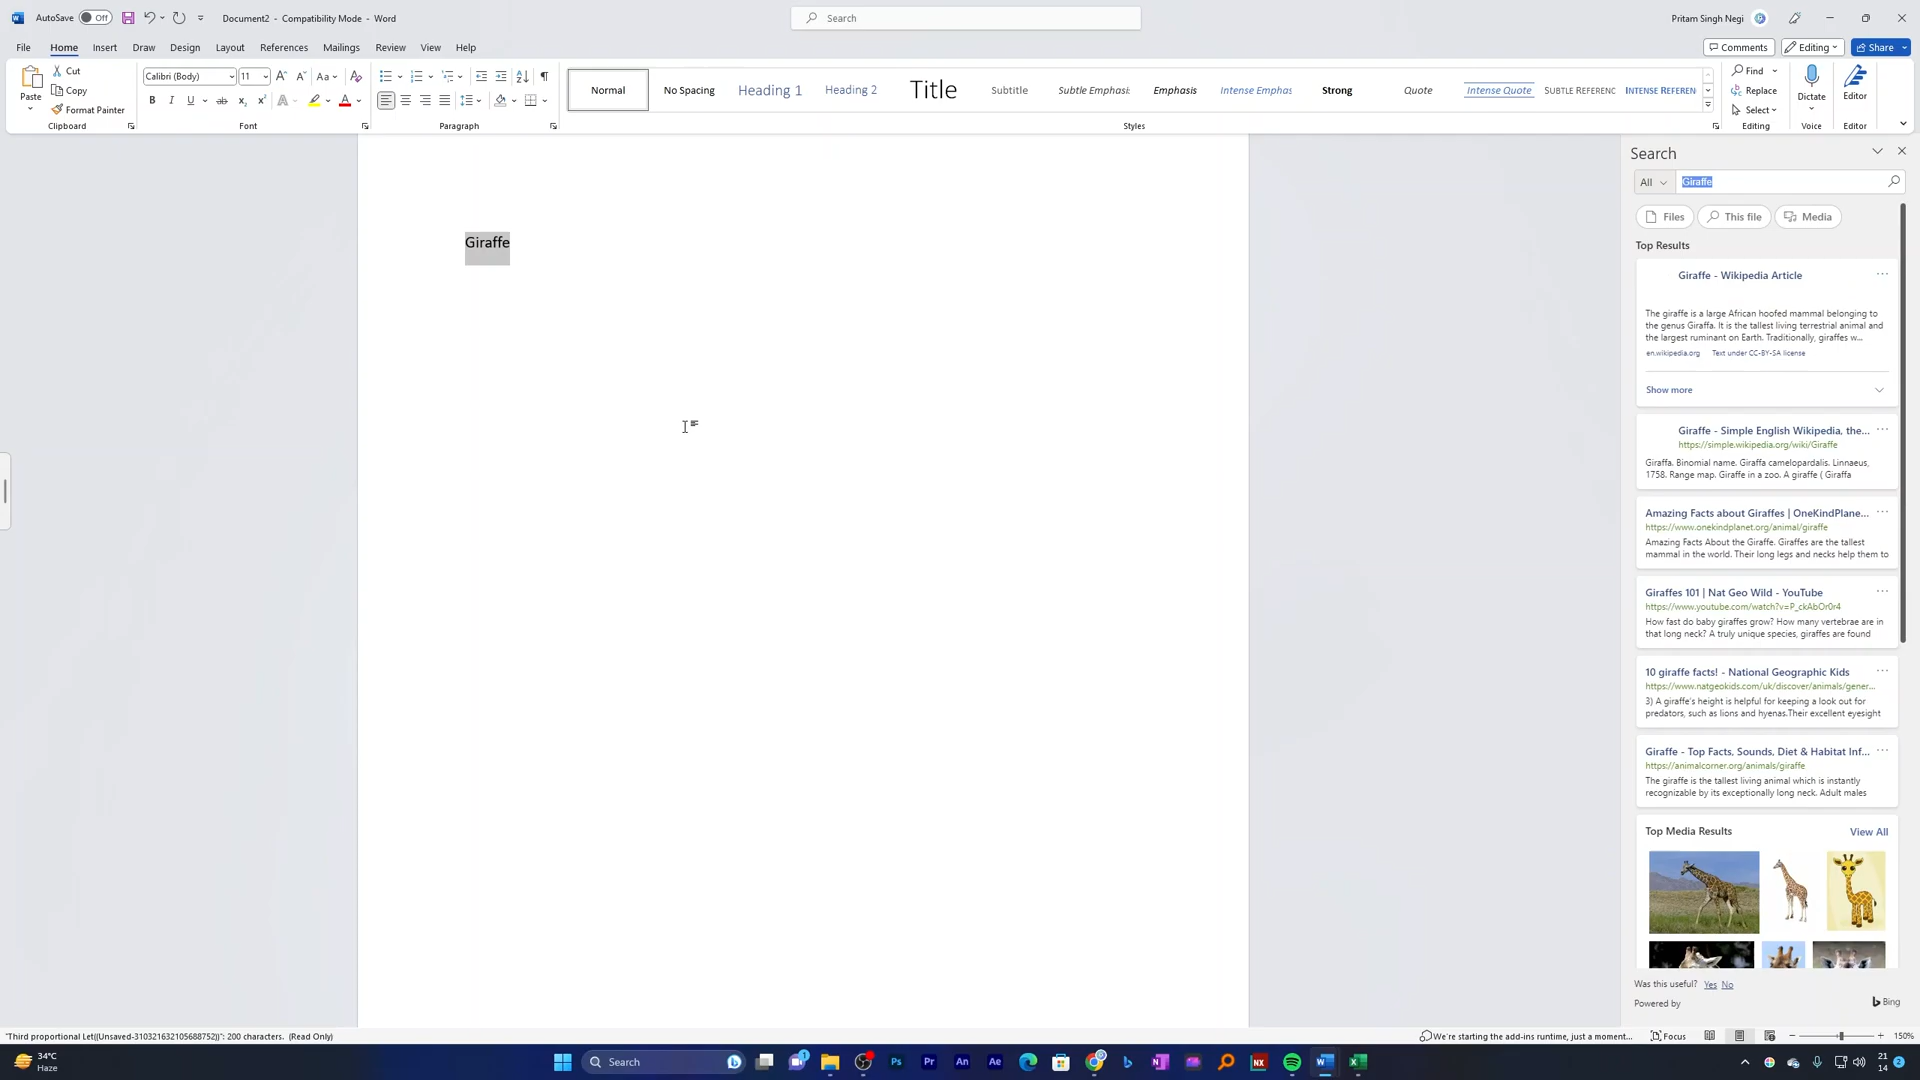 AutoSave Off Document2 - Compatibility Mode - Word Search Pritam Singh Negi
File Home Insert Draw Design Layout References Mailings Review View Help Comments Editing Share
Paste Cut Copy Format Painter Clipboard
Calibri (Body) 11 Aa B I U ab x₂ x² A A Font
Paragraph
Normal No Spacing Heading 1 Heading 2 Title Subtitle Subtle Emphasi: Emphasis Intense Emphas Strong Quote Intense Quote SUBTLE REFERENC INTENSE REFEREN Styles
Find Replace Select Editing
Dictate Voice
Editor Editor
Giraffe
Search
All Giraffe
Files This file Media
Top Results
Giraffe - Wikipedia Article
The giraffe is a large African hoofed mammal belonging to
the genus Giraffa. It is the tallest living terrestrial animal and
the largest ruminant on Earth. Traditionally, giraffes w...
en.wikipedia.org Text under CC-BY-SA license
Show more
Giraffe - Simple English Wikipedia, the...
https://simple.wikipedia.org/wiki/Giraffe
Giraffa. Binomial name. Giraffa camelopardalis. Linnaeus,
1758. Range map. Giraffe in a zoo. A giraffe ( Giraffa
Amazing Facts about Giraffes | OneKindPlane...
https://www.onekindplanet.org/animal/giraffe
Amazing Facts About the Giraffe. Giraffes are the tallest
mammal in the world. Their long legs and necks help them to
Giraffes 101 | Nat Geo Wild - YouTube
https://www.youtube.com/watch?v=P_ckAbOr0r4
How fast do baby giraffes grow? How many vertebrae are in
that long neck? A truly unique species, giraffes are found
10 giraffe facts! - National Geographic Kids
https://www.natgeokids.com/uk/discover/animals/gener...
3) A giraffe's height is helpful for keeping a look out for
predators, such as lions and hyenas.Their excellent eyesight
Giraffe - Top Facts, Sounds, Diet & Habitat Inf...
https://animalcorner.org/animals/giraffe
The giraffe is the tallest living animal which is instantly
recognizable by its exceptionally long neck. Adult males
Top Media Results View All
Was this useful? Yes No
Powered by Bing
"Third proportional Let((Unsaved-310321632105688752))": 200 characters. (Read Only) We're starting the add-ins runtime, just a moment... Focus 150%
34°C
Haze
Search Ps Pr An Ae N NX W X
21
14
2